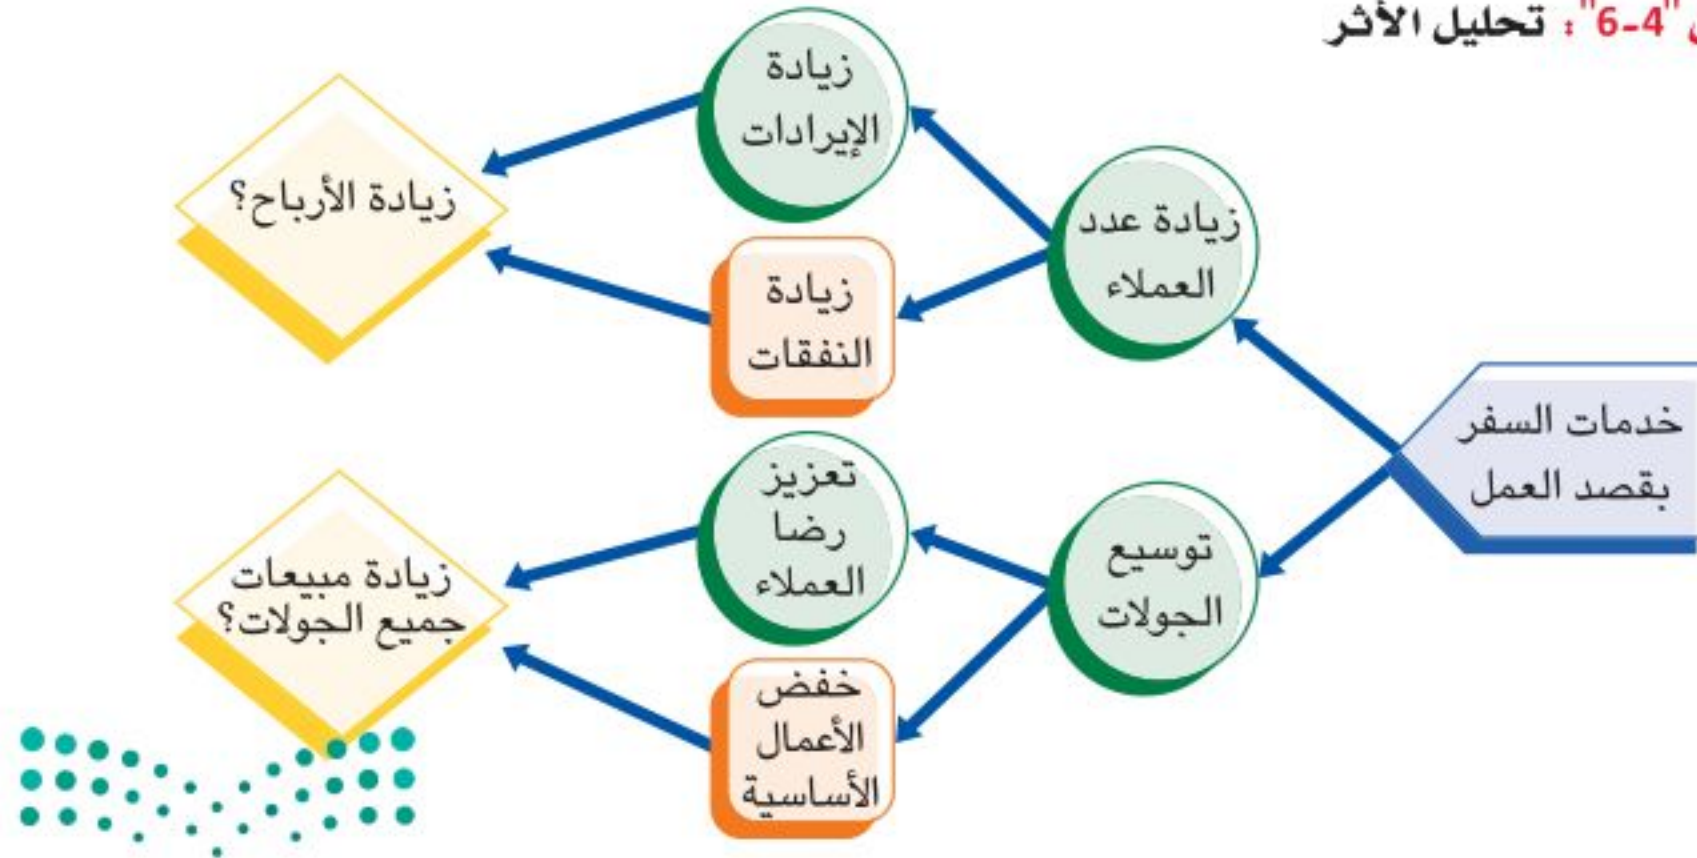 "6-4": تحليل الأثر
خدمات السفر
بقصد العمل
زيادة عدد
العملاء
زيادة
الإيرادات
زيادة
النفقات
زيادة الأرباح؟
توسيع
الجولات
تعزيز
رضا
العملاء
خفض
الأعمال
الأساسية
زيادة مبيعات
جميع الجولات؟